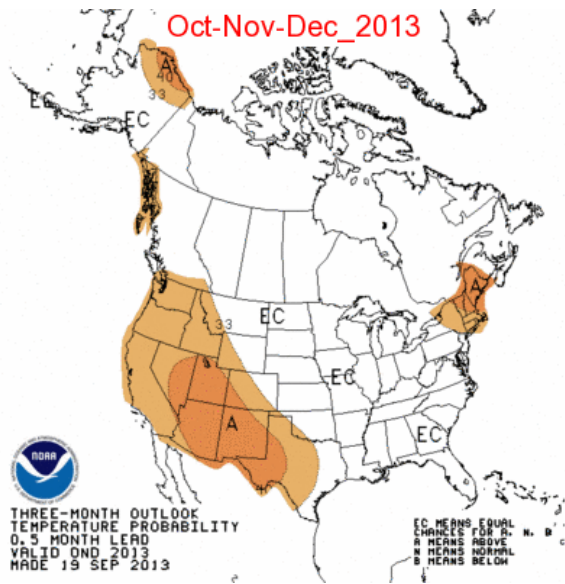 Oct-Nov-Dec_2013
A
40
33
EC
EC
A
33
EC
EC
A
EC
NOAA
THREE-MONTH OUTLOOK
TEMPERATURE PROBABILITY
0.5 MONTH LEAD
VALID OND 2013
MADE 19 SEP 2013
EC MEANS EQUAL
CHANCES FOR A, N, B
A MEANS ABOVE
N MEANS NORMAL
B MEANS BELOW